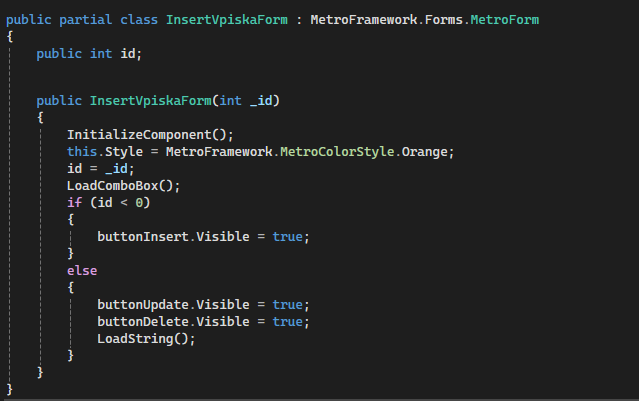 public partial class InsertVpiskaForm : MetroFramework.Forms.MetroForm
{
public int id;
public InsertVpiskaForm(int _id)
{
InitializeComponent();
this.Style = MetroFramework.MetroColorStyle.Orange;
id = _id;
LoadComboBox();
if (id < 0)
{
buttonInsert.Visible = true;
}
else
{
buttonUpdate.Visible = true;
buttonDelete.Visible = true;
LoadString();
}
}
}